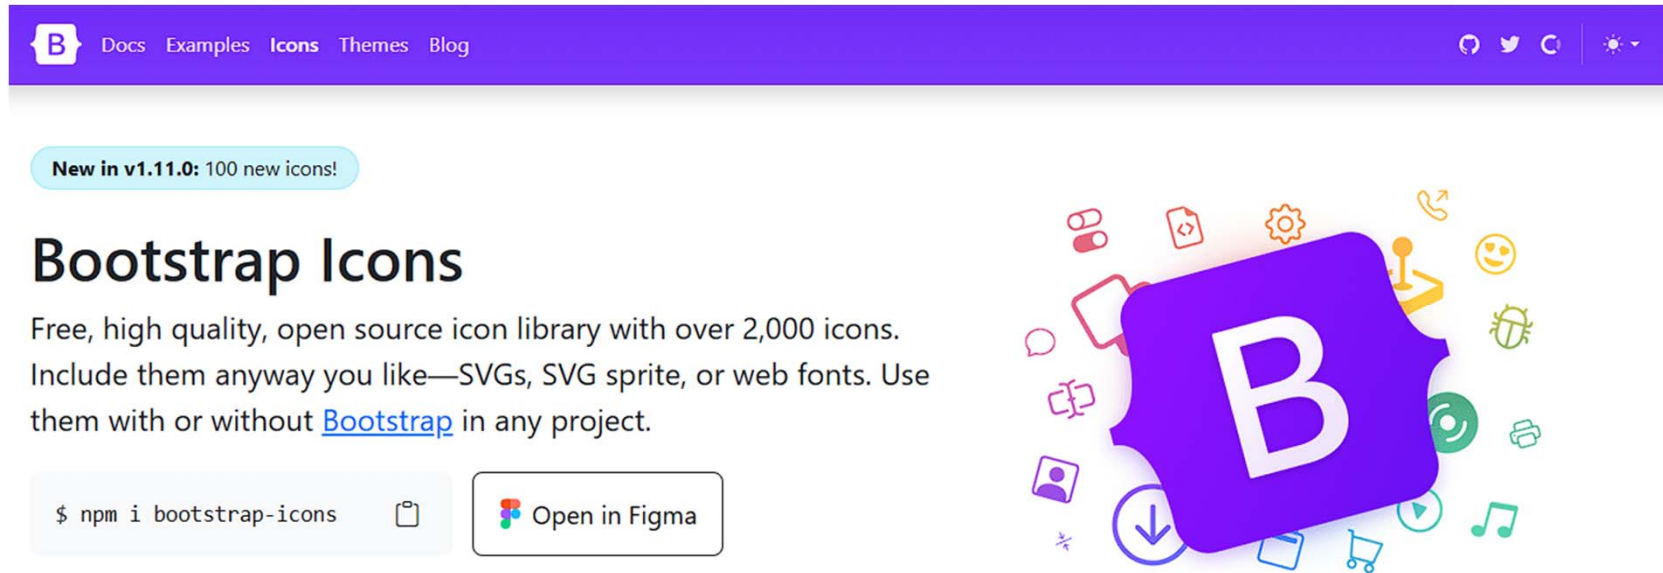 B Docs Examples Icons Themes Blog
New in v1.11.0: 100 new icons!
Bootstrap Icons
Free, high quality, open source icon library with over 2,000 icons.
Include them anyway you like—SVGs, SVG sprite, or web fonts. Use
them with or without Bootstrap in any project.
$ npm i bootstrap-icons
Open in Figma
B